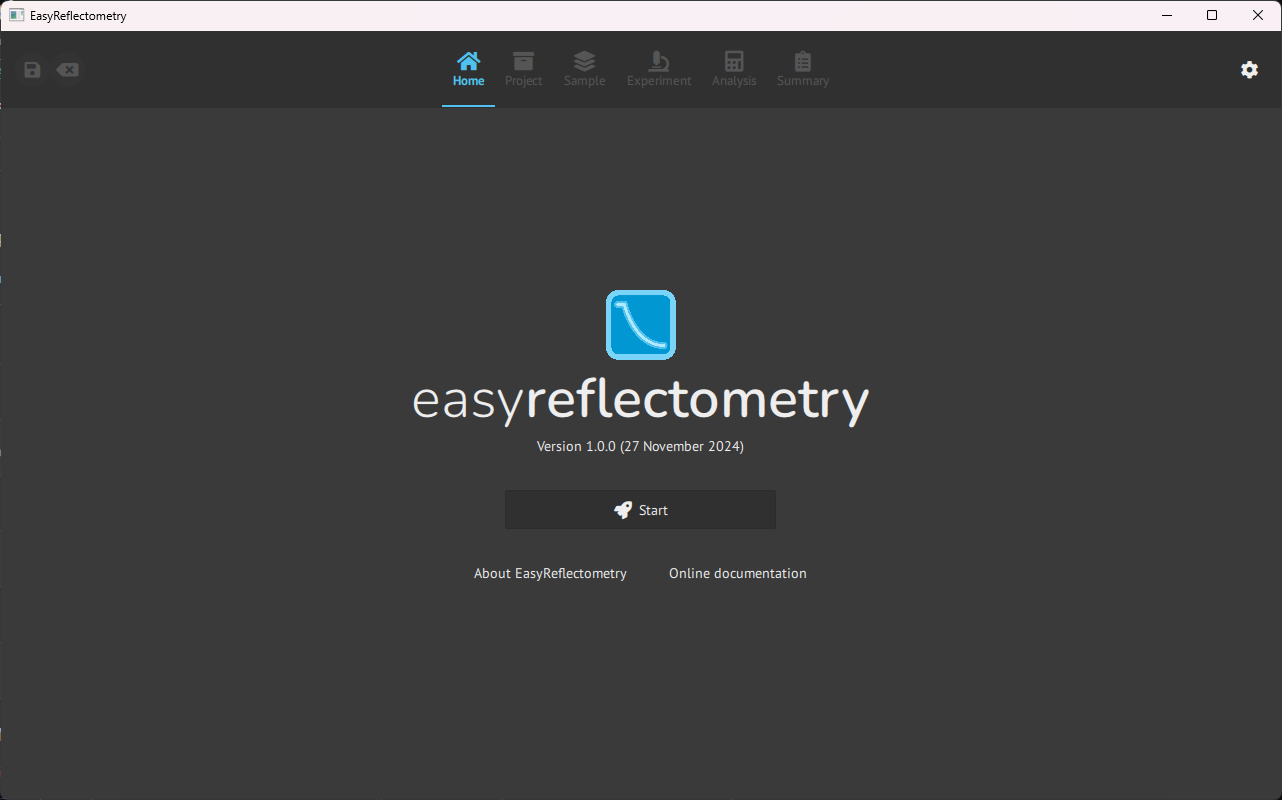 EasyReflectometry
Home Project Sample Experiment Analysis Summary
easyreflectometry
Version 1.0.0 (27 November 2024)
Start
About EasyReflectometry Online documentation